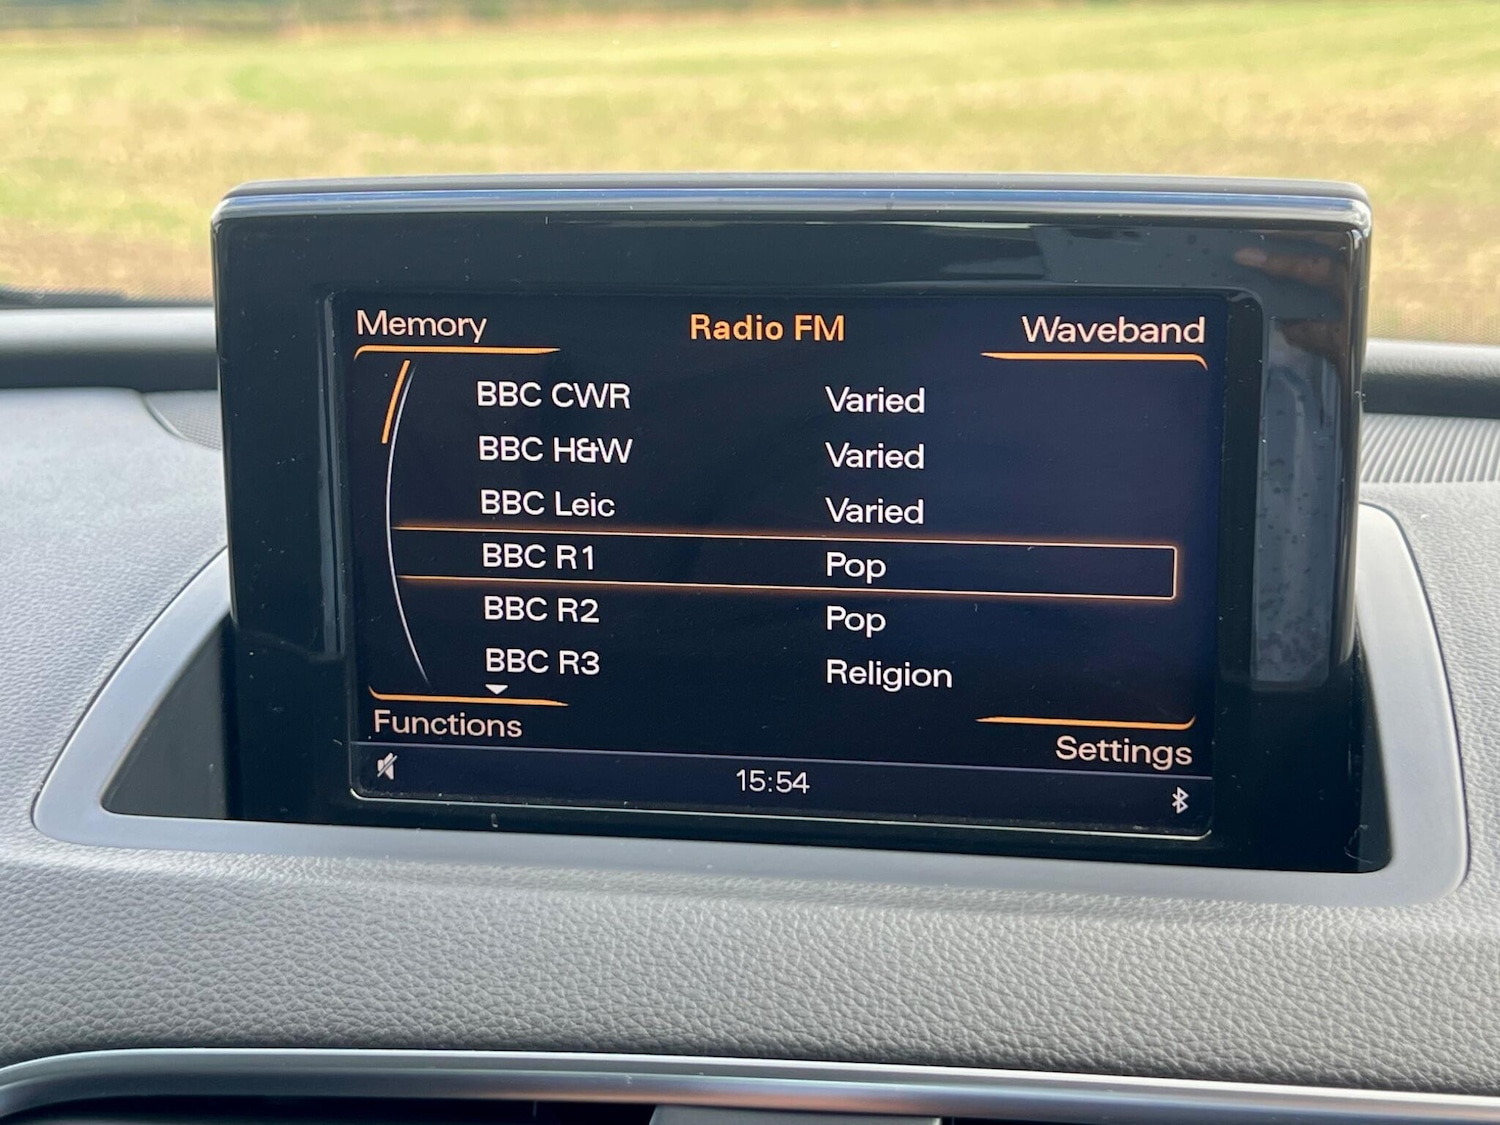 Memory Radio FM Waveband
BBC CWR Varied
BBC H&W Varied
BBC Leic Varied
BBC R1 Pop
BBC R2 Pop
BBC R3 Religion
Functions Settings
15:54